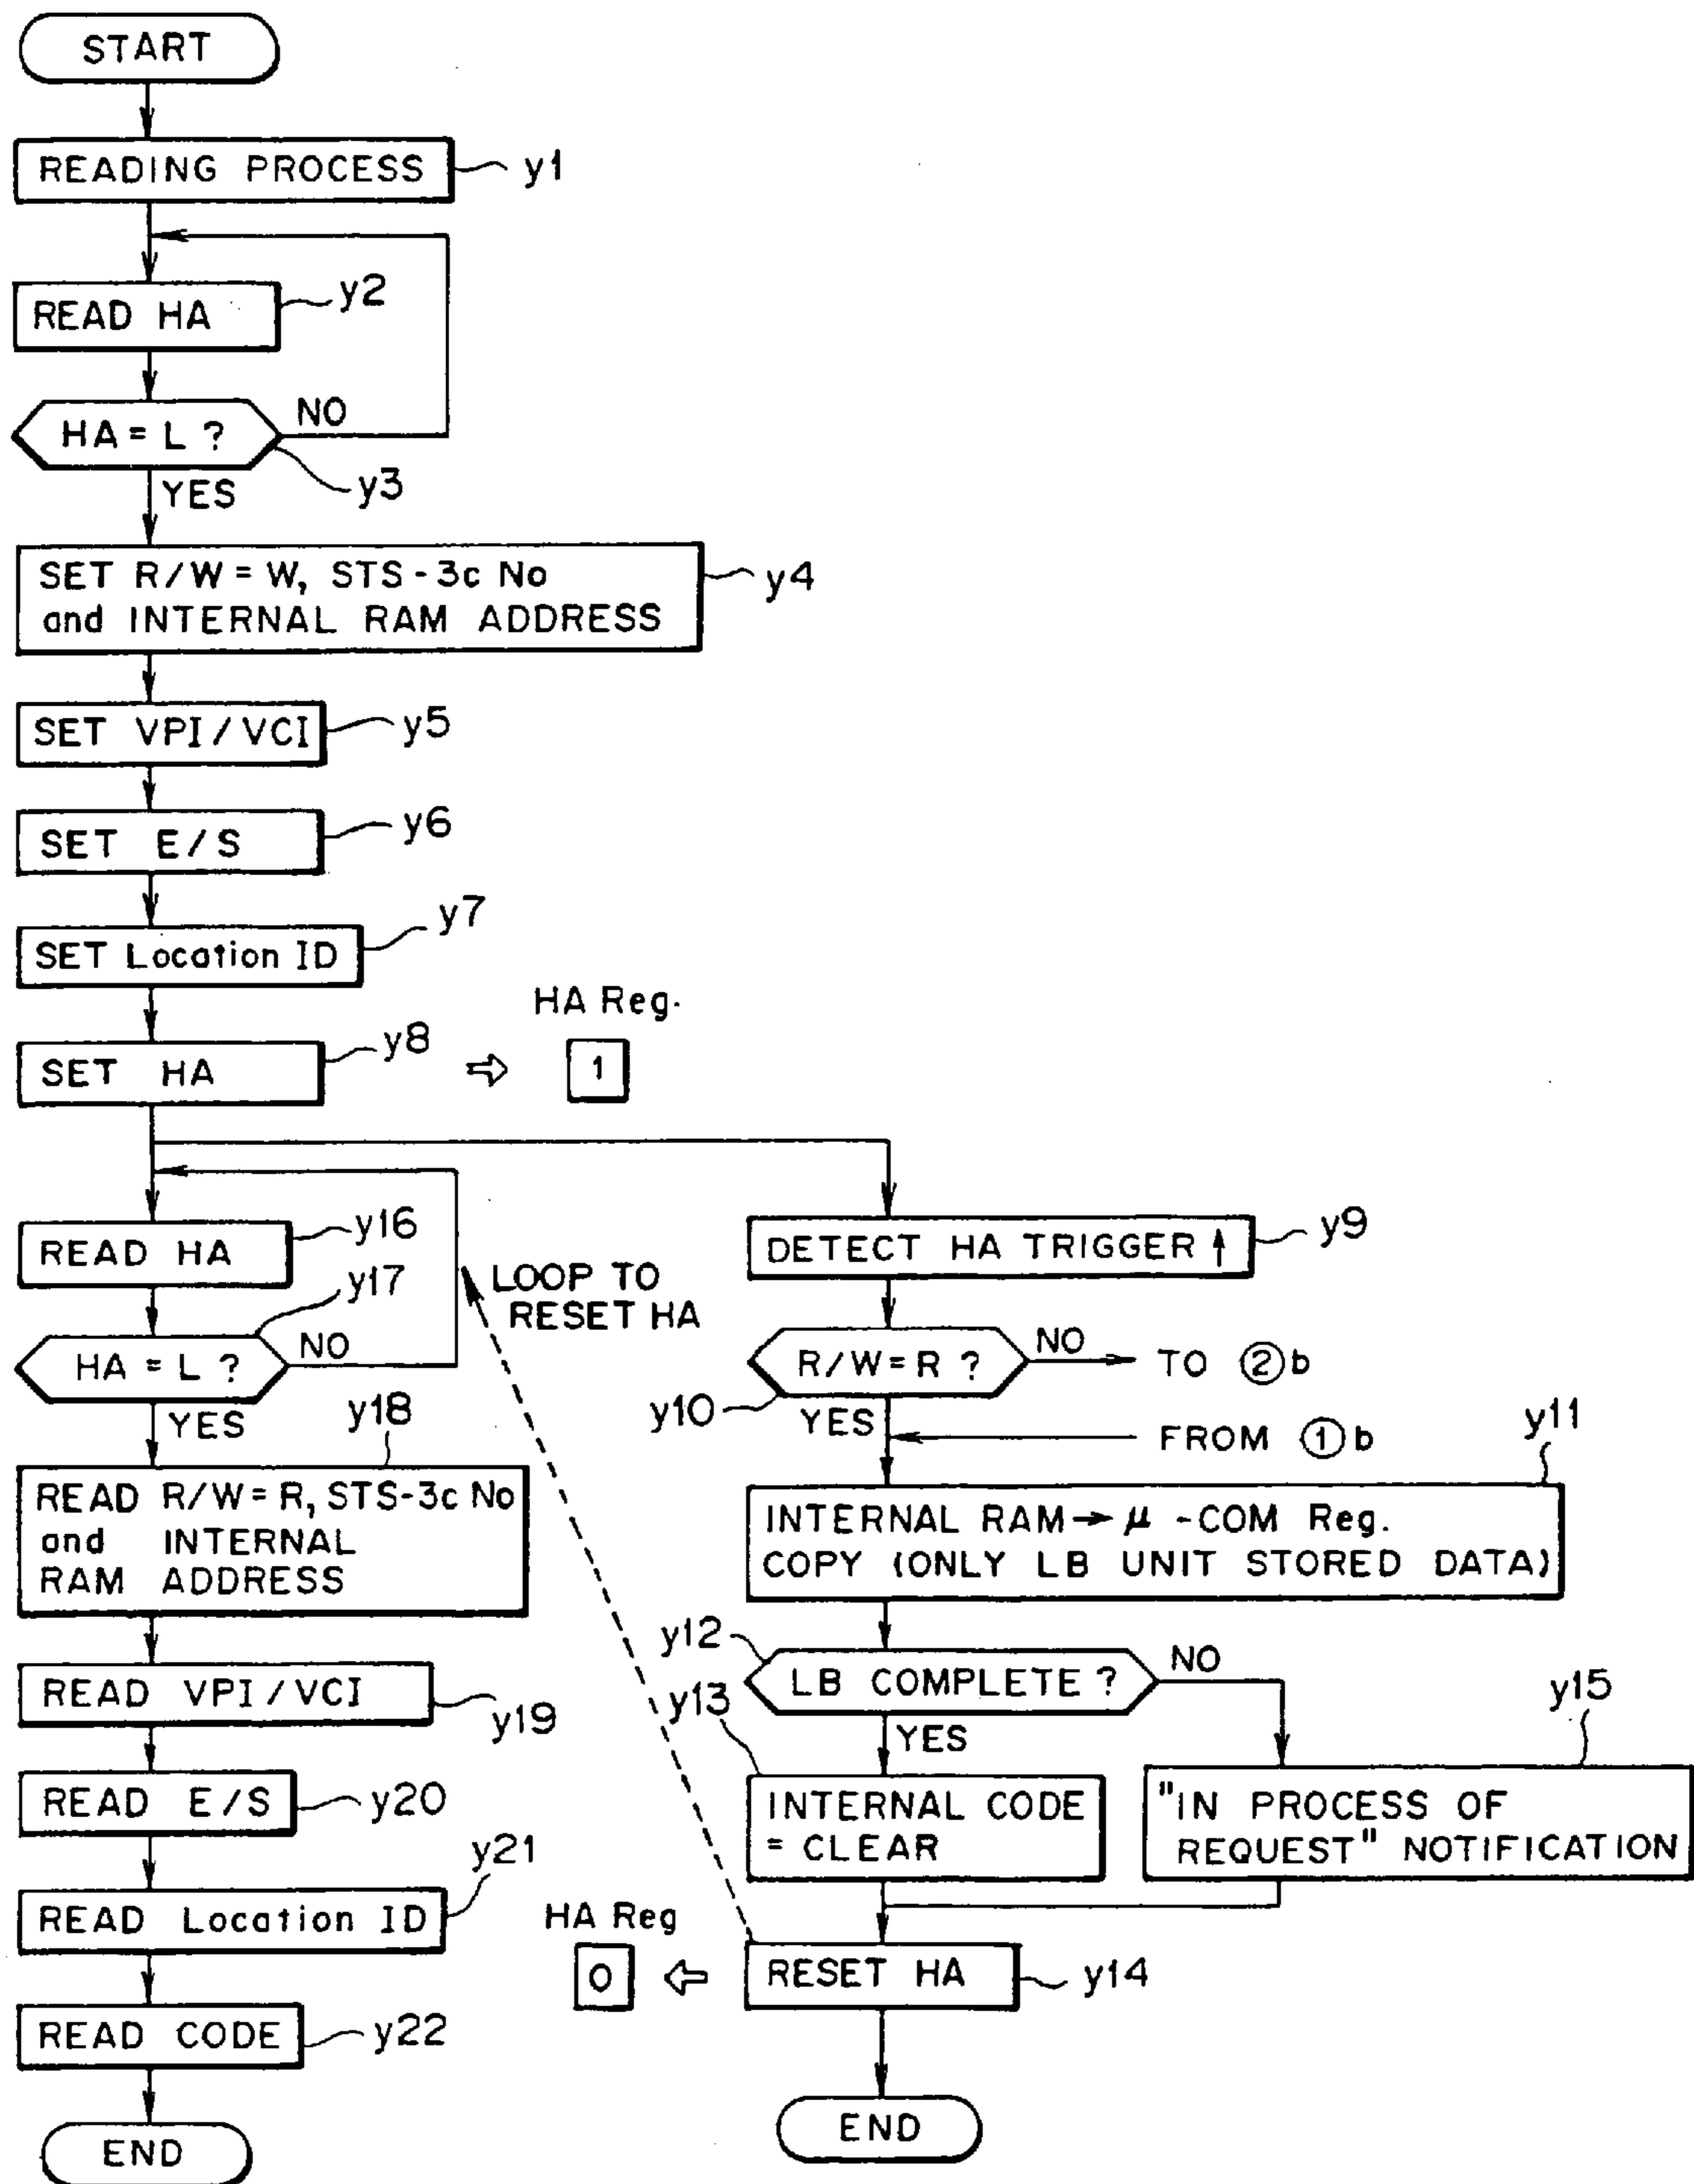 START
READING PROCESS
y1
READ HA
y2
HA = L ?
NO
y3
YES
SET R/W = W, STS-3c No
and INTERNAL RAM ADDRESS
y4
SET VPI/VCI
y5
SET E/S
y6
SET Location ID
y7
SET HA
y8
⇨
HA Reg.
1
READ HA
y16
HA = L ?
y17
NO
YES
LOOP TO
RESET HA
READ R/W = R, STS-3c No
and INTERNAL
RAM ADDRESS
y18
READ VPI/VCI
y19
READ E/S
y20
READ Location ID
y21
READ CODE
y22
END
DETECT HA TRIGGER ↑
y9
R/W = R ?
NO
TO ②b
y10
YES
FROM ①b
y11
INTERNAL RAM → μ-COM Reg.
COPY (ONLY LB UNIT STORED DATA)
y12
LB COMPLETE ?
NO
y13
YES
INTERNAL CODE
= CLEAR
y15
"IN PROCESS OF
REQUEST" NOTIFICATION
HA Reg
0
⇦
RESET HA
y14
END